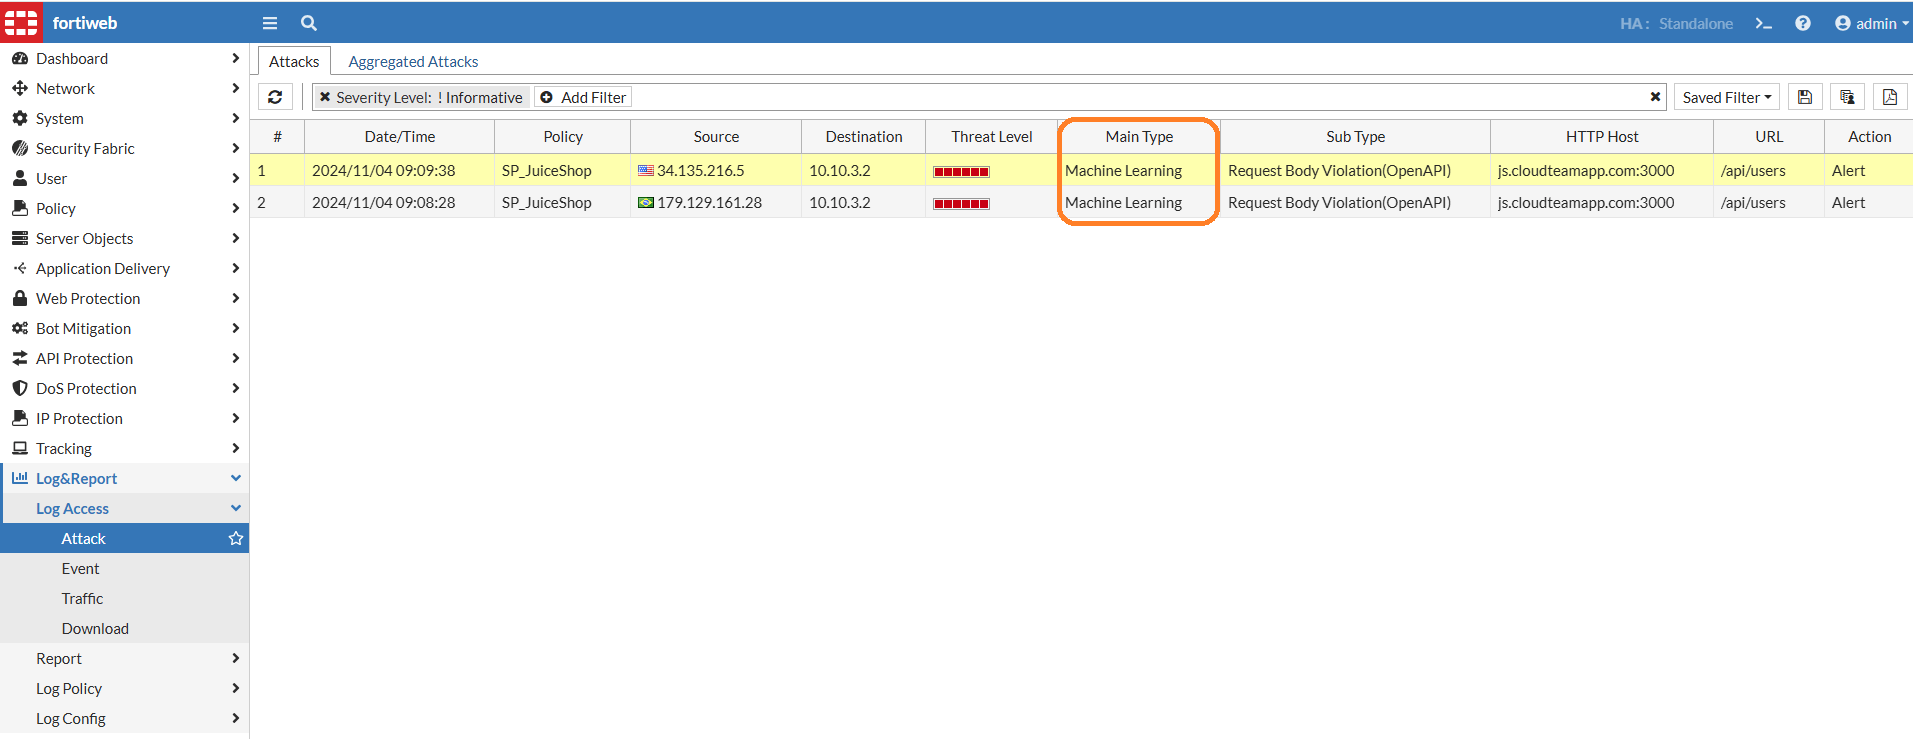 fortiweb
HA: Standalone >_ ? admin
Dashboard
Network
System
Security Fabric
User
Policy
Server Objects
Application Delivery
Web Protection
Bot Mitigation
API Protection
DoS Protection
IP Protection
Tracking
Log&Report
Log Access
Attack
Event
Traffic
Download
Report
Log Policy
Log Config
Attacks Aggregated Attacks
Severity Level: ! Informative Add Filter Saved Filter
# Date/Time Policy Source Destination Threat Level Main Type Sub Type HTTP Host URL Action
1 2024/11/04 09:09:38 SP_JuiceShop 34.135.216.5 10.10.3.2 Machine Learning Request Body Violation(OpenAPI) js.cloudteamapp.com:3000 /api/users Alert
2 2024/11/04 09:08:28 SP_JuiceShop 179.129.161.28 10.10.3.2 Machine Learning Request Body Violation(OpenAPI) js.cloudteamapp.com:3000 /api/users Alert